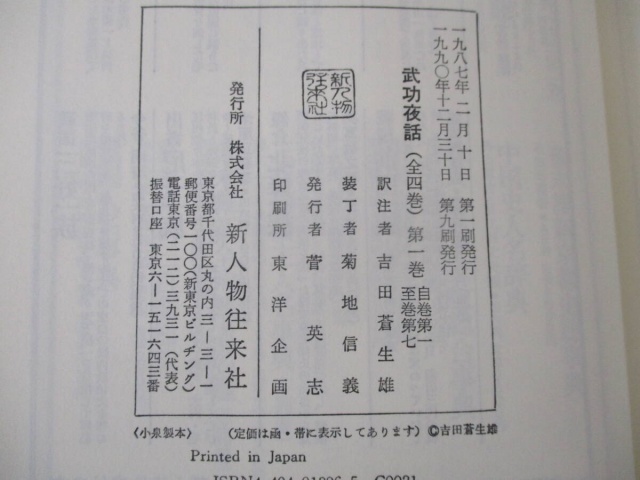 一九八七年 二月 十 日 第一刷発行
一九九〇年十二月三十日 第九刷発行
武功夜話(全四巻)第一巻 自巻第一
至巻第七
訳注者 吉田蒼生雄
装丁者 菊地信義
発行者 菅 英志
印刷所 東洋企画
新人物
往来社
発行所 株式会社 新人物往来社
東京都千代田区丸の内三—三—一
郵便番号一〇〇(新東京ビルヂング)
電話東京(二一二)三九三一(代表)
振替口座 東京六—一五一六四三番
〈小泉製本〉 (定価は函・帯に表示してあります) ©吉田蒼生雄
Printed in Japan